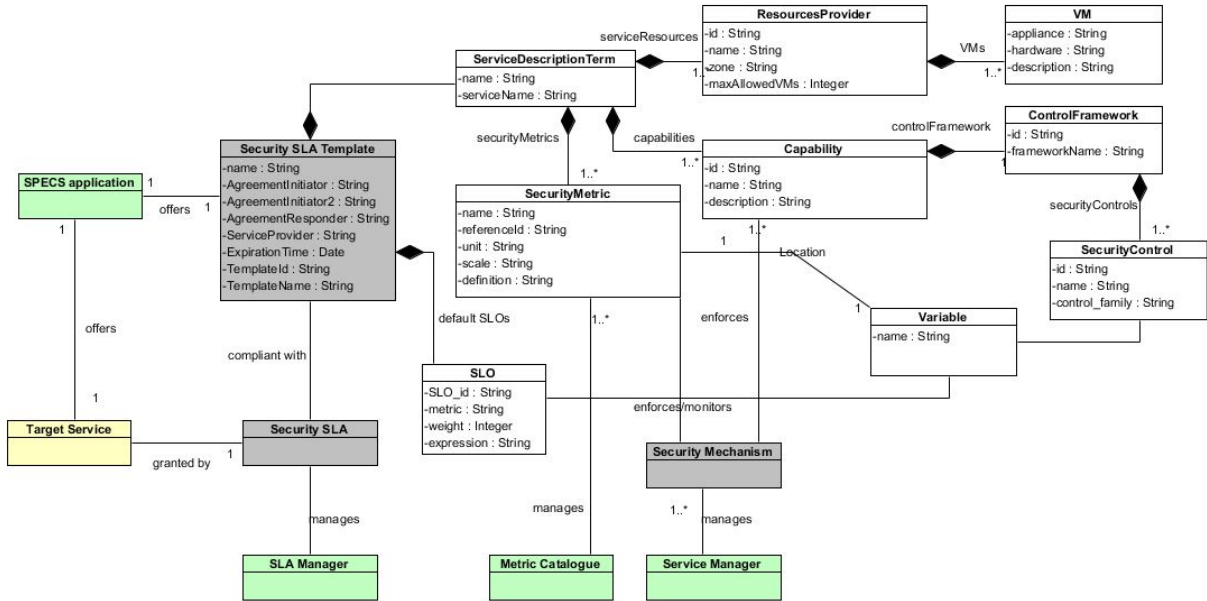 ResourcesProvider
-id : String
-name : String
-zone : String
-maxAllowedVMs : Integer
VM
-appliance : String
-hardware : String
-description : String
serviceResources
1..*
VMs
1..*
ServiceDescriptionTerm
-name : String
-serviceName : String
securityMetrics
1..*
capabilities
1..*
controlFramework
1
ControlFramework
-id : String
-frameworkName : String
Capability
-id : String
-name : String
-description : String
1..*
Security SLA Template
-name : String
-AgreementInitiator : String
-AgreementInitiator2 : String
-AgreementResponder : String
-ServiceProvider : String
-ExpirationTime : Date
-TemplateId : String
-TemplateName : String
SPECS application
1
offers
1
1
SecurityMetric
-name : String
-referenceId : String
-unit : String
-scale : String
-definition : String
1
Location
1
securityControls
1..*
SecurityControl
-id : String
-name : String
-control_family : String
Variable
-name : String
default SLOs
1..*
enforces
offers
compliant with
SLO
-SLO_id : String
-metric : String
-weight : Integer
-expression : String
enforces/monitors
1
Target Service
granted by
1
Security SLA
Security Mechanism
1..*
manages
manages
manages
SLA Manager
Metric Catalogue
Service Manager